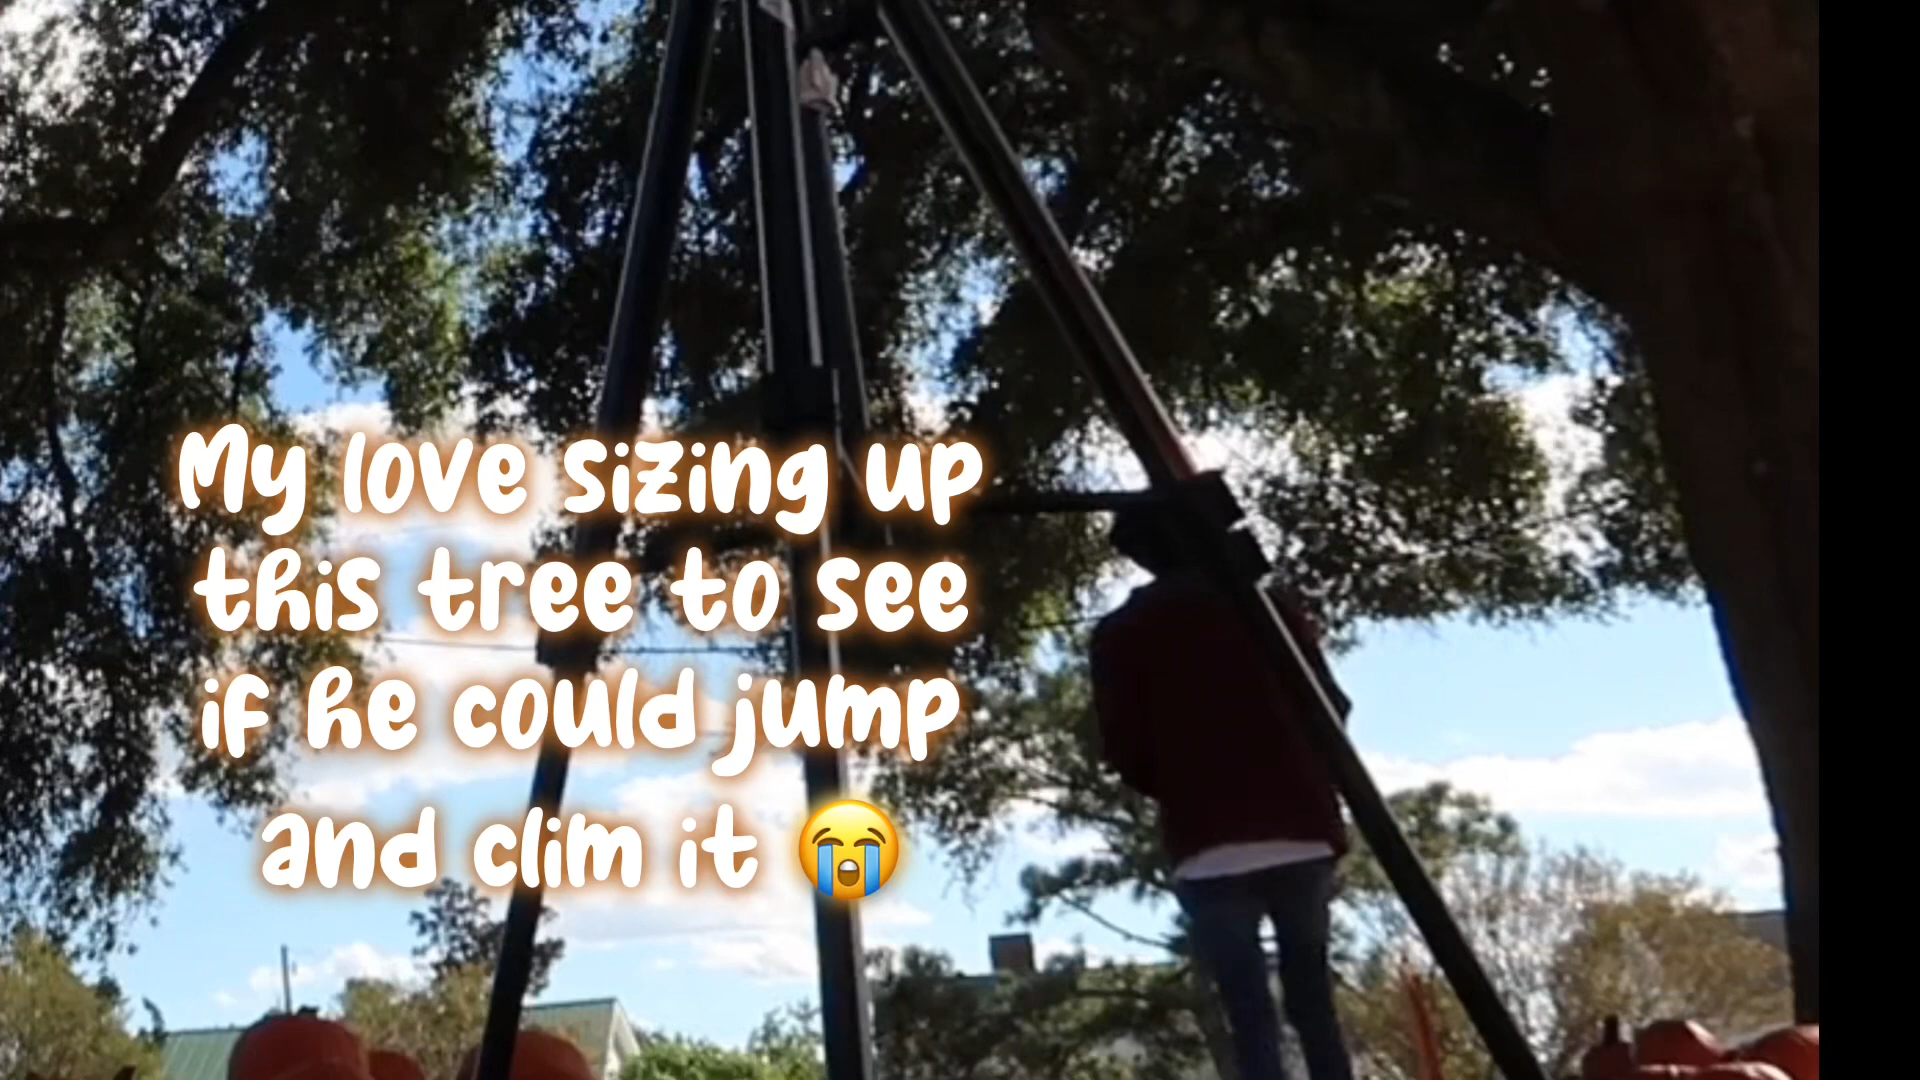 My love sizing up
this tree to see
if he could jump
and clim it 😭